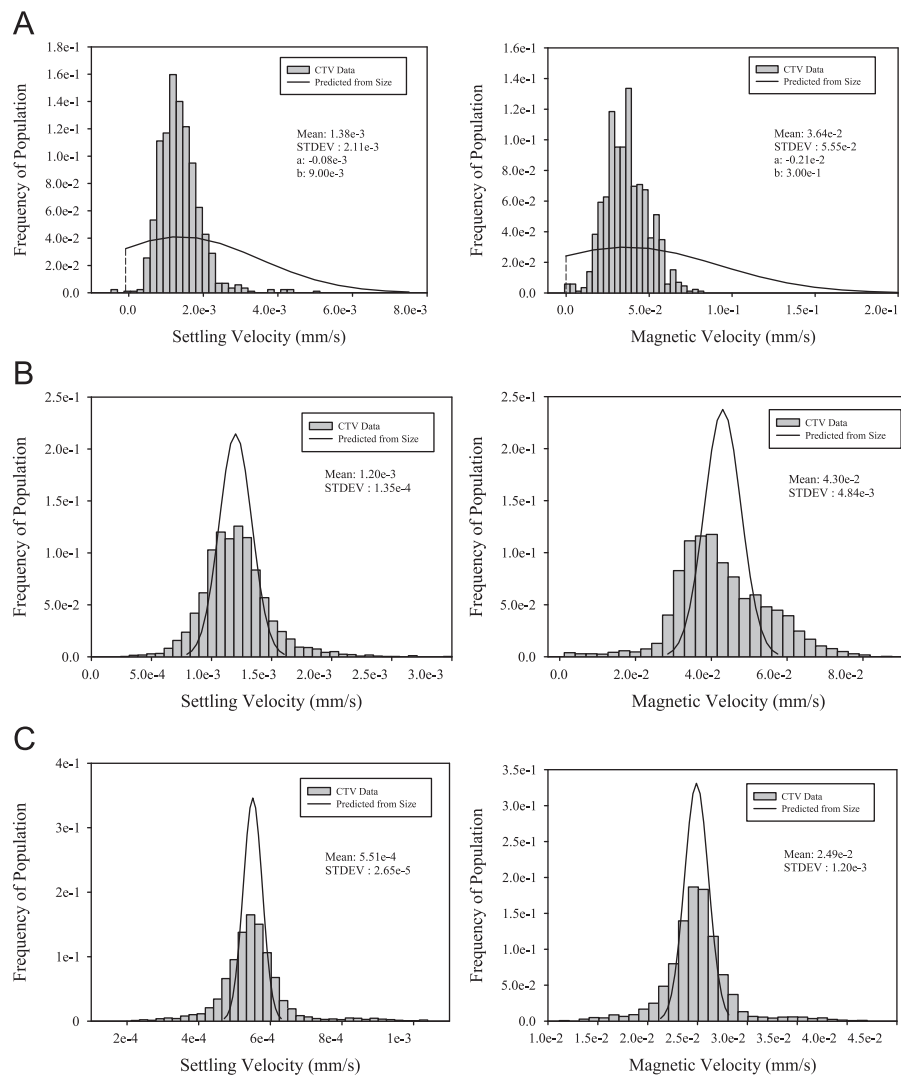 A
Frequency of Population
1.8e-1
1.6e-1
1.4e-1
1.2e-1
1.0e-1
8.0e-2
6.0e-2
4.0e-2
2.0e-2
0.0
CTV Data
Predicted from Size
Mean: 1.38e-3
STDEV : 2.11e-3
a: -0.08e-3
b: 9.00e-3
0.0 2.0e-3 4.0e-3 6.0e-3 8.0e-3
Settling Velocity (mm/s)
Frequency of Population
1.6e-1
1.4e-1
1.2e-1
1.0e-1
8.0e-2
6.0e-2
4.0e-2
2.0e-2
0.0
CTV Data
Predicted from Size
Mean: 3.64e-2
STDEV : 5.55e-2
a: -0.21e-2
b: 3.00e-1
0.0 5.0e-2 1.0e-1 1.5e-1 2.0e-1
Magnetic Velocity (mm/s)
B
Frequency of Population
2.5e-1
2.0e-1
1.5e-1
1.0e-1
5.0e-2
0.0
CTV Data
Predicted from Size
Mean: 1.20e-3
STDEV : 1.35e-4
0.0 5.0e-4 1.0e-3 1.5e-3 2.0e-3 2.5e-3 3.0e-3
Settling Velocity (mm/s)
Frequency of Population
2.5e-1
2.0e-1
1.5e-1
1.0e-1
5.0e-2
0.0
CTV Data
Predicted from Size
Mean: 4.30e-2
STDEV : 4.84e-3
0.0 2.0e-2 4.0e-2 6.0e-2 8.0e-2
Magnetic Velocity (mm/s)
C
Frequency of Population
4e-1
3e-1
2e-1
1e-1
0
CTV Data
Predicted from Size
Mean: 5.51e-4
STDEV : 2.65e-5
2e-4 4e-4 6e-4 8e-4 1e-3
Settling Velocity (mm/s)
Frequency of Population
3.5e-1
3.0e-1
2.5e-1
2.0e-1
1.5e-1
1.0e-1
5.0e-2
0.0
CTV Data
Predicted from Size
Mean: 2.49e-2
STDEV : 1.20e-3
1.0e-2 1.5e-2 2.0e-2 2.5e-2 3.0e-2 3.5e-2 4.0e-2 4.5e-2
Magnetic Velocity (mm/s)